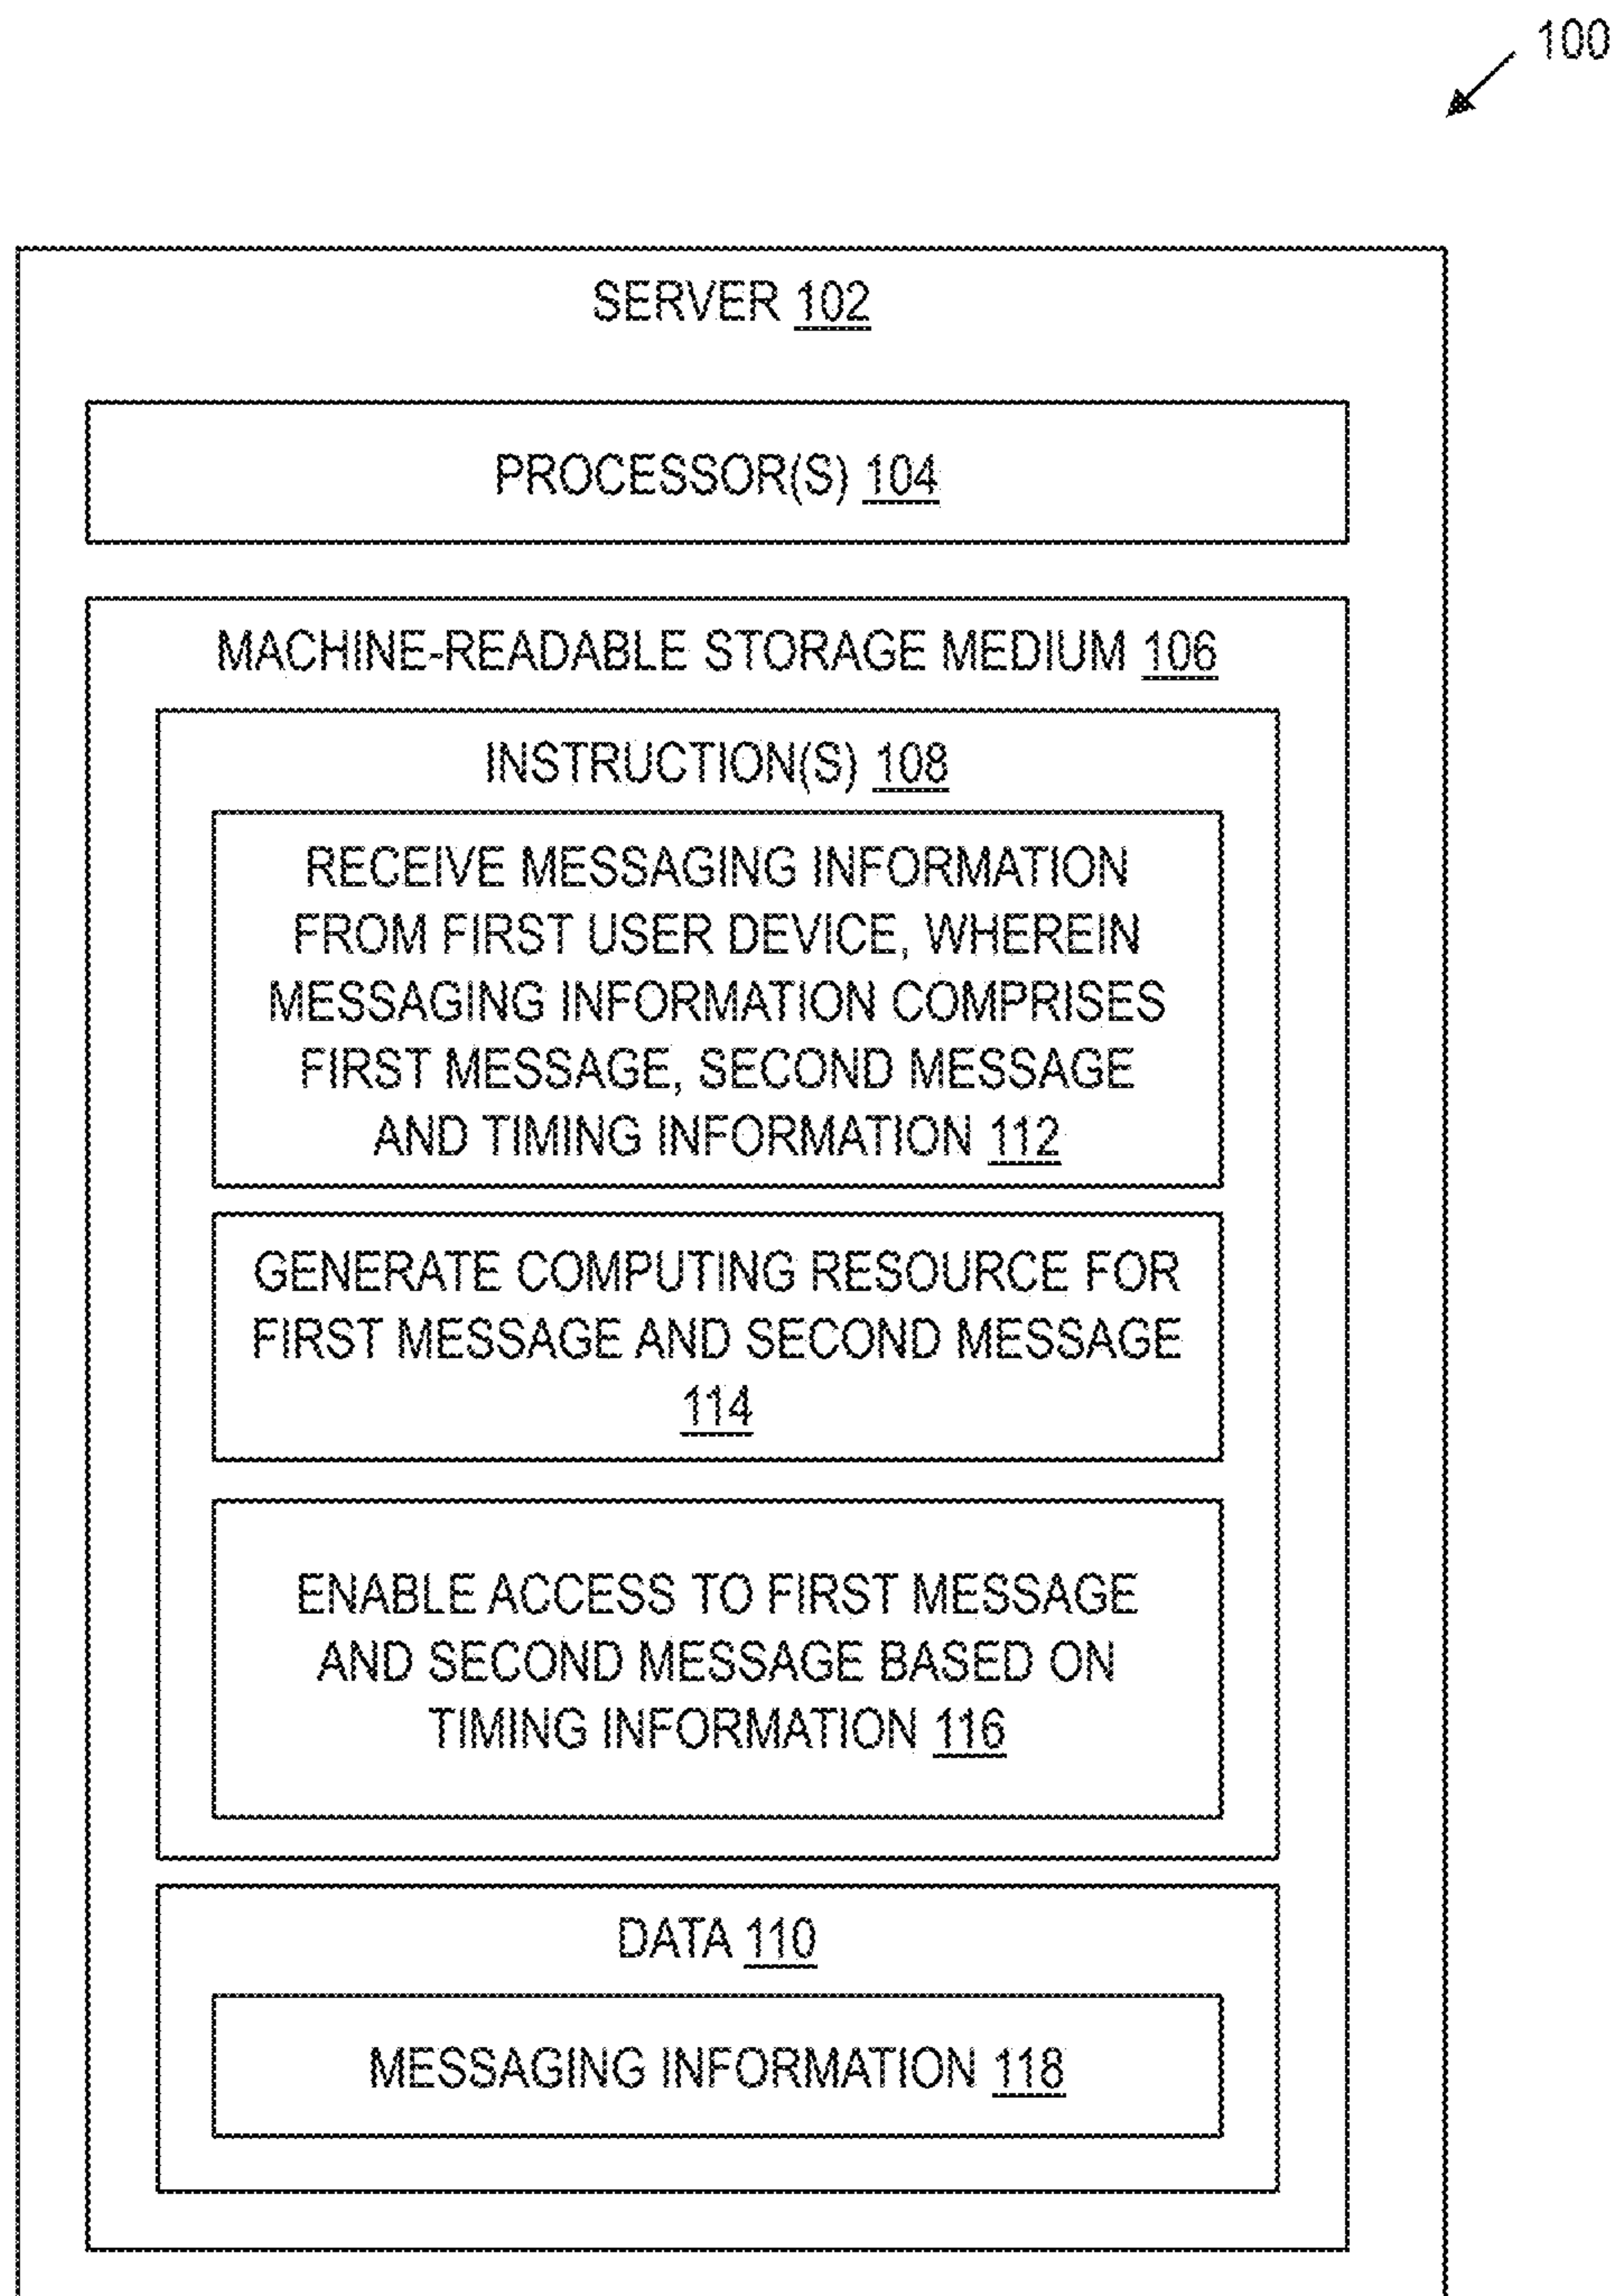 100
SERVER 102
PROCESSOR(S) 104
MACHINE-READABLE STORAGE MEDIUM 106
INSTRUCTION(S) 108
RECEIVE MESSAGING INFORMATION
FROM FIRST USER DEVICE, WHEREIN
MESSAGING INFORMATION COMPRISES
FIRST MESSAGE, SECOND MESSAGE
AND TIMING INFORMATION 112
GENERATE COMPUTING RESOURCE FOR
FIRST MESSAGE AND SECOND MESSAGE
114
ENABLE ACCESS TO FIRST MESSAGE
AND SECOND MESSAGE BASED ON
TIMING INFORMATION 116
DATA 110
MESSAGING INFORMATION 118